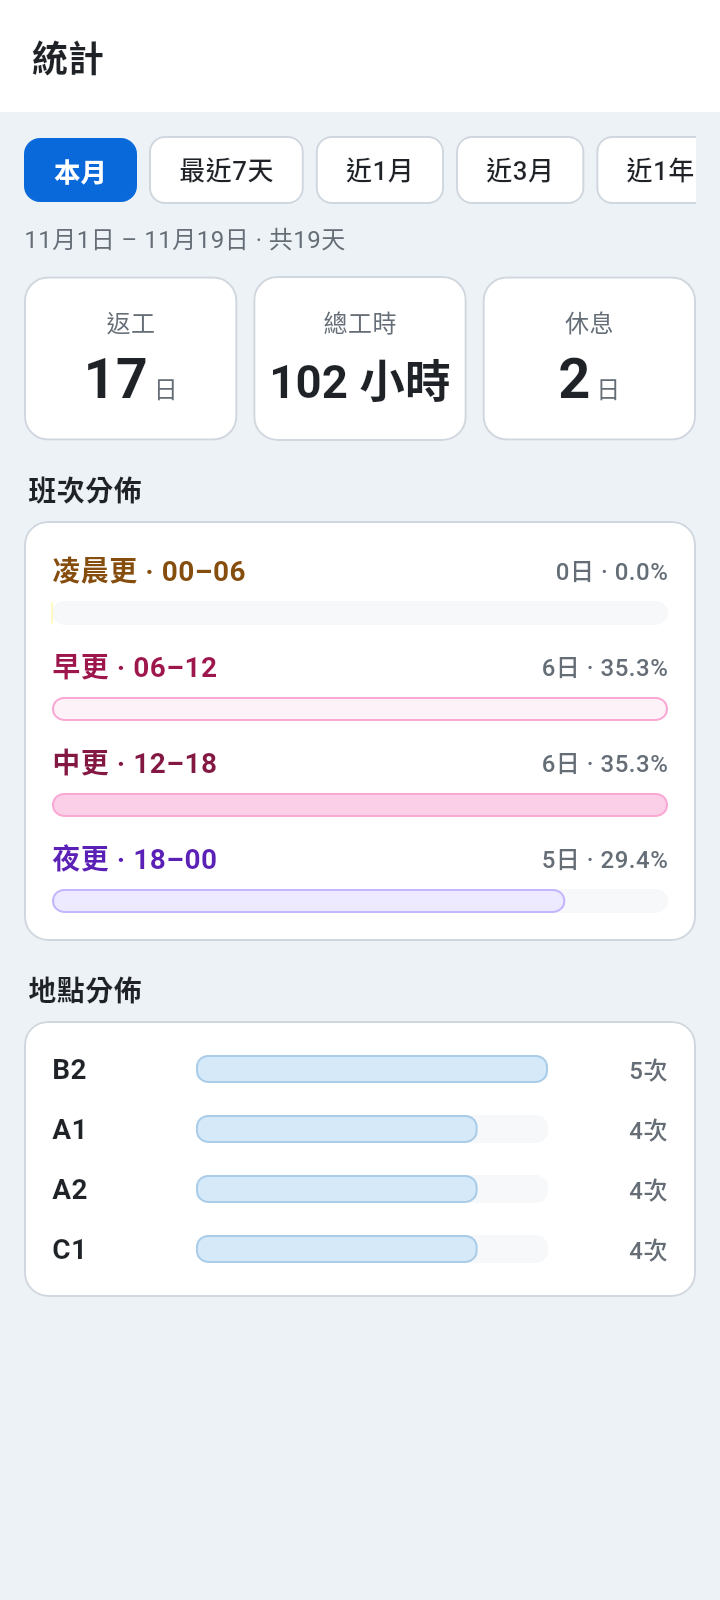 統計
本月 最近7天 近1月 近3月 近1年
11月1日 – 11月19日 · 共19天
返工 總工時 休息
17 日 102 小時 2 日
班次分佈
凌晨更 · 00–06 0日 · 0.0%
早更 · 06–12 6日 · 35.3%
中更 · 12–18 6日 · 35.3%
夜更 · 18–00 5日 · 29.4%
地點分佈
B2 5次
A1 4次
A2 4次
C1 4次